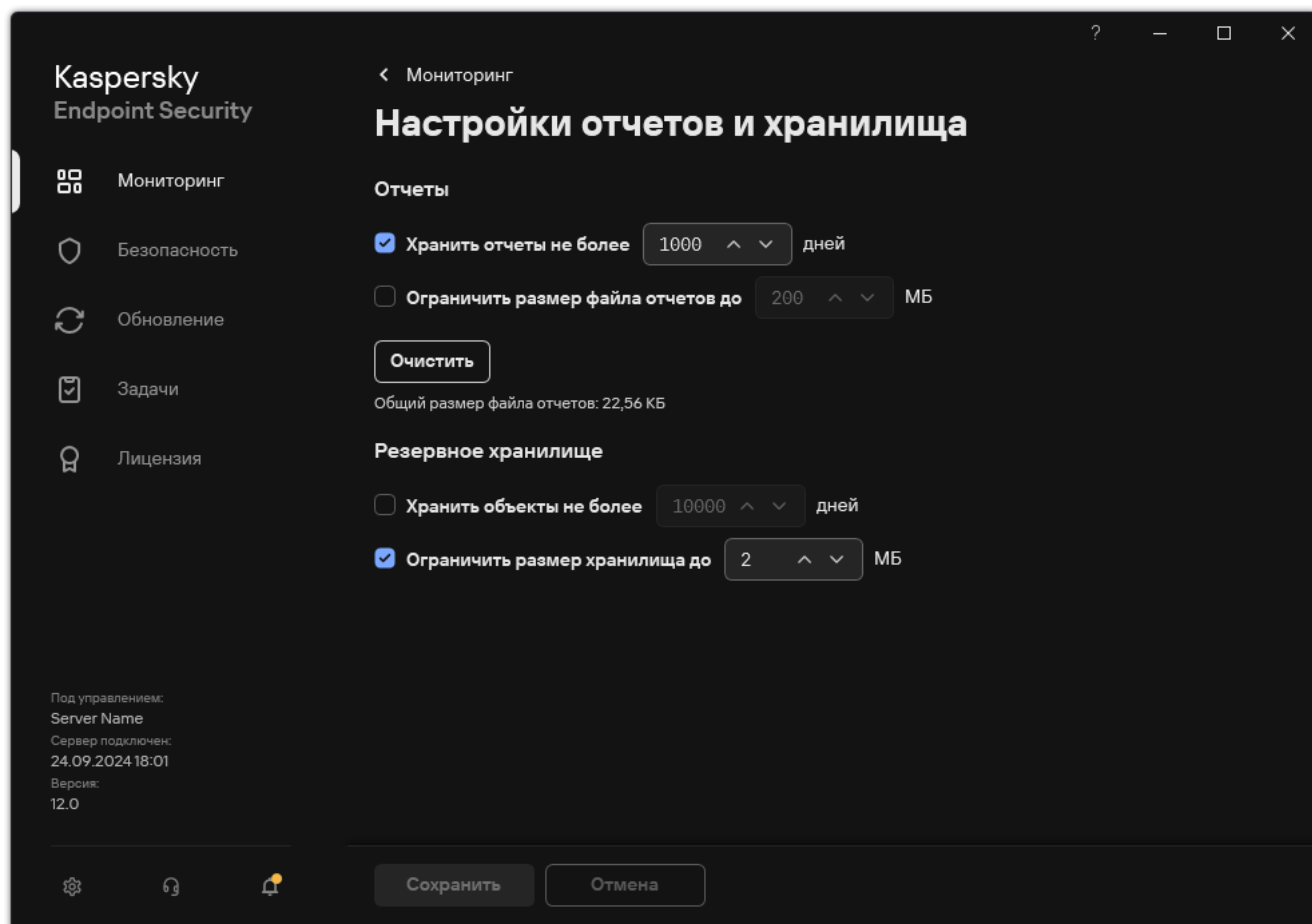 ?
Kaspersky
Endpoint Security
Мониторинг
Безопасность
Обновление
Задачи
Лицензия
Под управлением:
Server Name
Сервер подключен:
24.09.2024 18:01
Версия:
12.0
Мониторинг
Настройки отчетов и хранилища
Отчеты
Хранить отчеты не более 1000 дней
Ограничить размер файла отчетов до 200 МБ
Очистить
Общий размер файла отчетов: 22,56 КБ
Резервное хранилище
Хранить объекты не более 10000 дней
Ограничить размер хранилища до 2 МБ
Сохранить Отмена